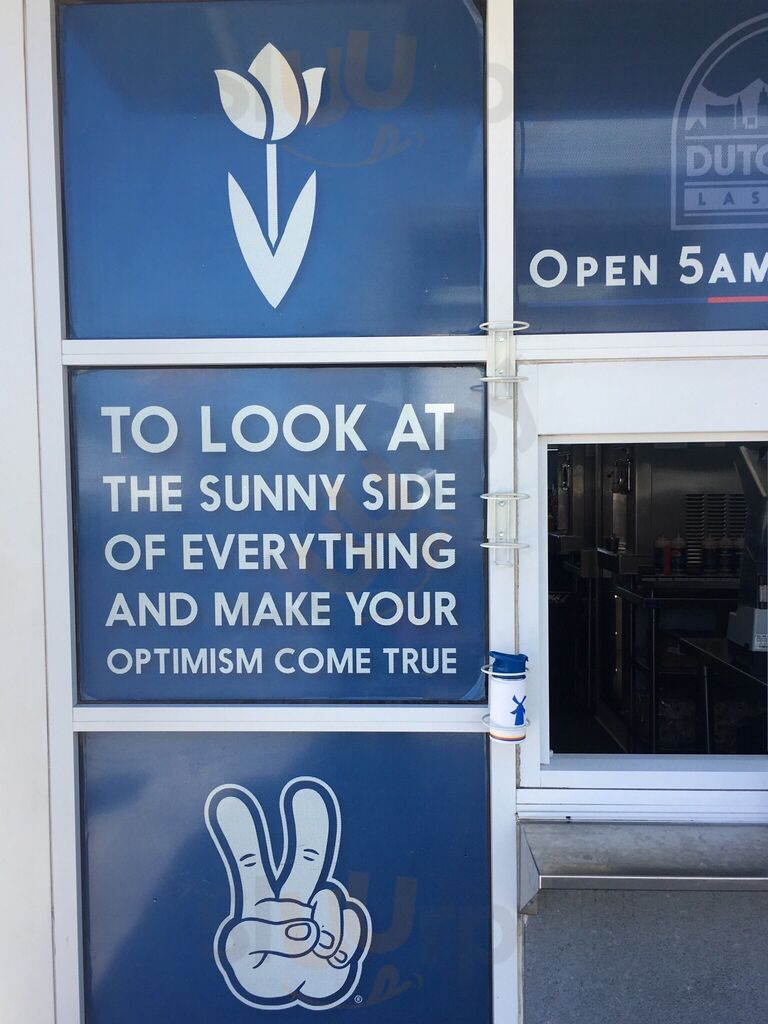 OPEN 5AM
TO LOOK AT
THE SUNNY SIDE
OF EVERYTHING
AND MAKE YOUR
OPTIMISM COME TRUE
®